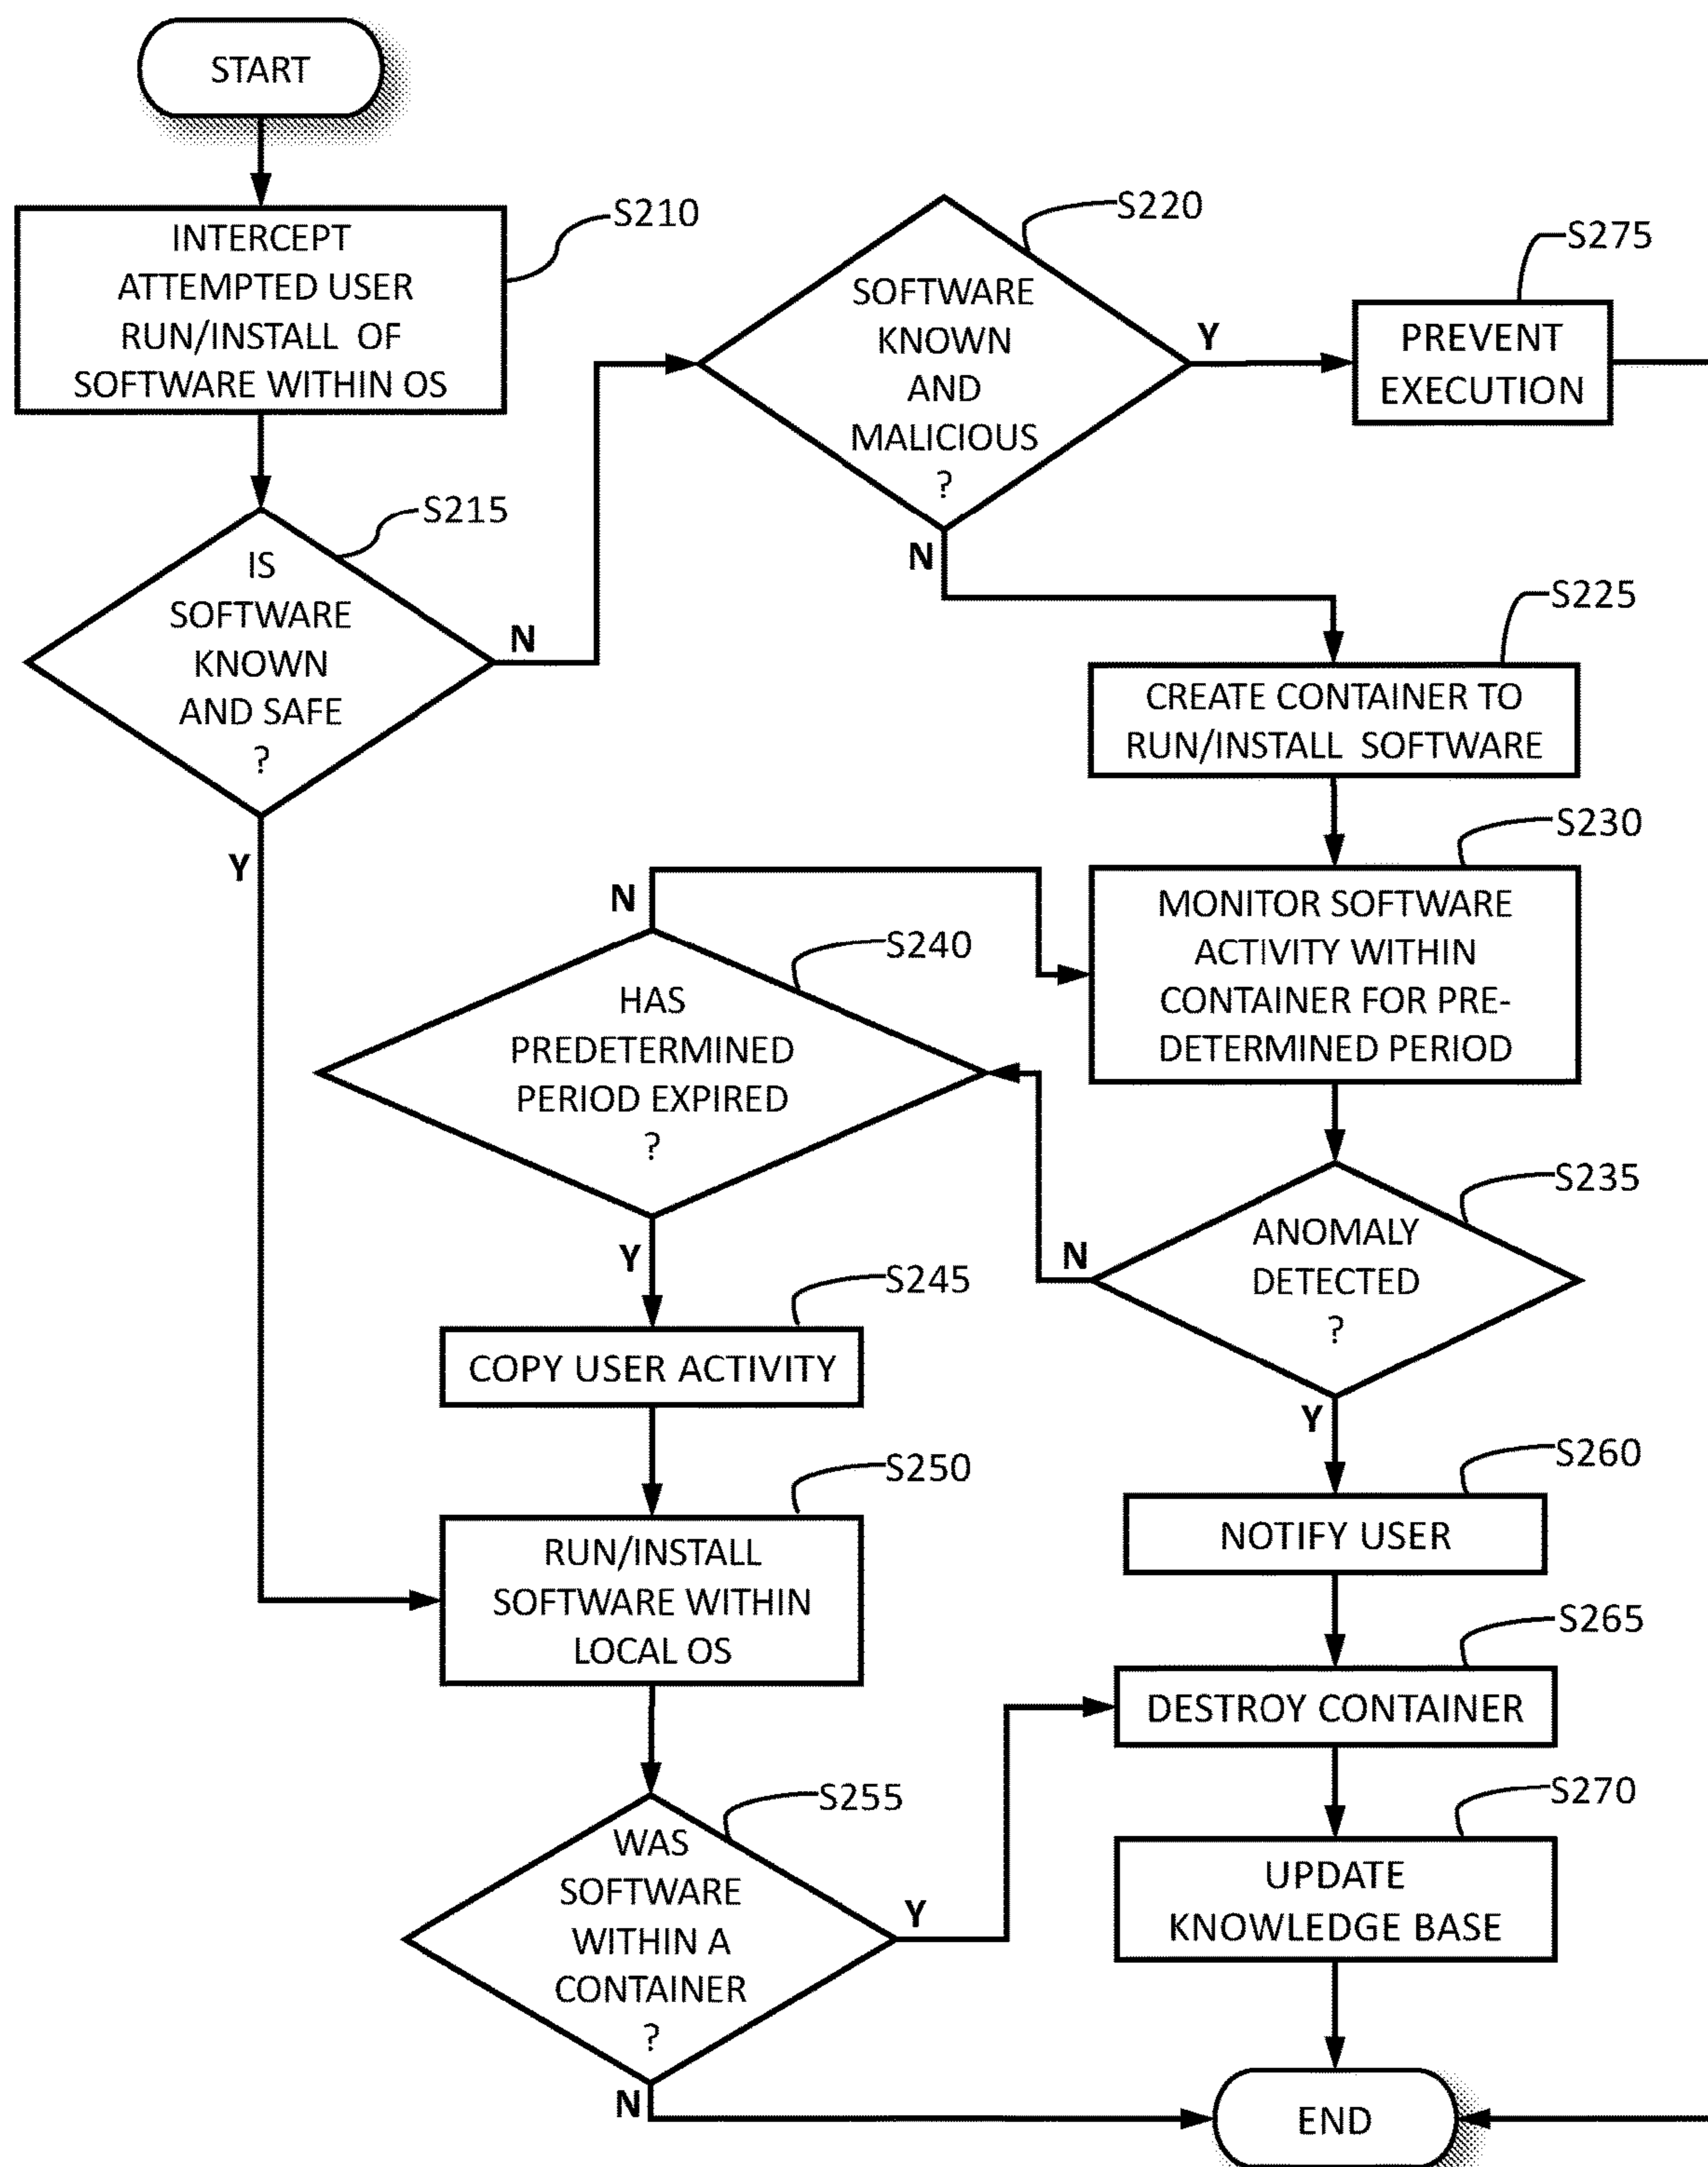 START
INTERCEPT
ATTEMPTED USER
RUN/INSTALL OF
SOFTWARE WITHIN OS
S210
IS
SOFTWARE
KNOWN
AND SAFE
?
S215
N
Y
SOFTWARE
KNOWN
AND
MALICIOUS
?
S220
Y
N
PREVENT
EXECUTION
S275
CREATE CONTAINER TO
RUN/INSTALL SOFTWARE
S225
MONITOR SOFTWARE
ACTIVITY WITHIN
CONTAINER FOR PRE-
DETERMINED PERIOD
S230
ANOMALY
DETECTED
?
S235
N
Y
HAS
PREDETERMINED
PERIOD EXPIRED
?
S240
N
Y
COPY USER ACTIVITY
S245
RUN/INSTALL
SOFTWARE WITHIN
LOCAL OS
S250
WAS
SOFTWARE
WITHIN A
CONTAINER
?
S255
Y
N
NOTIFY USER
S260
DESTROY CONTAINER
S265
UPDATE
KNOWLEDGE BASE
S270
END